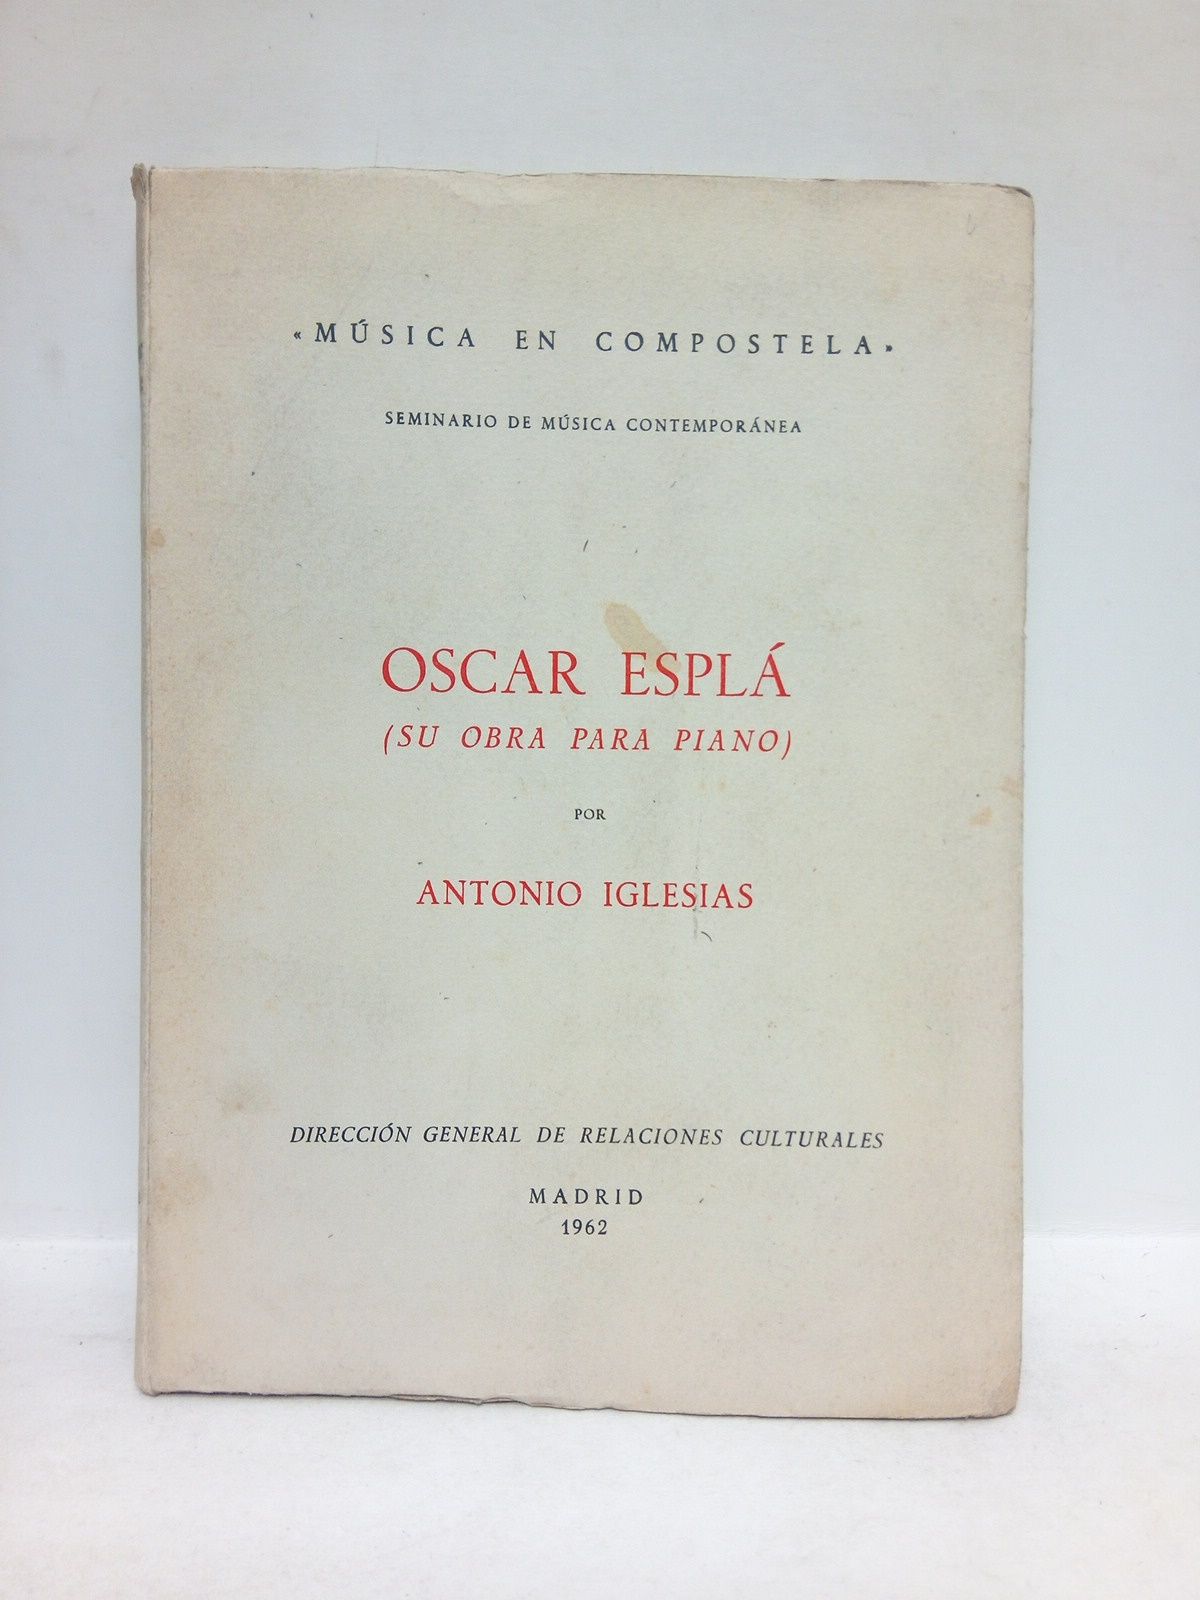 «MÚSICA EN COMPOSTELA»
SEMINARIO DE MÚSICA CONTEMPORÁNEA
OSCAR ESPLÁ
(SU OBRA PARA PIANO)
POR
ANTONIO IGLESIAS
DIRECCIÓN GENERAL DE RELACIONES CULTURALES
MADRID
1962